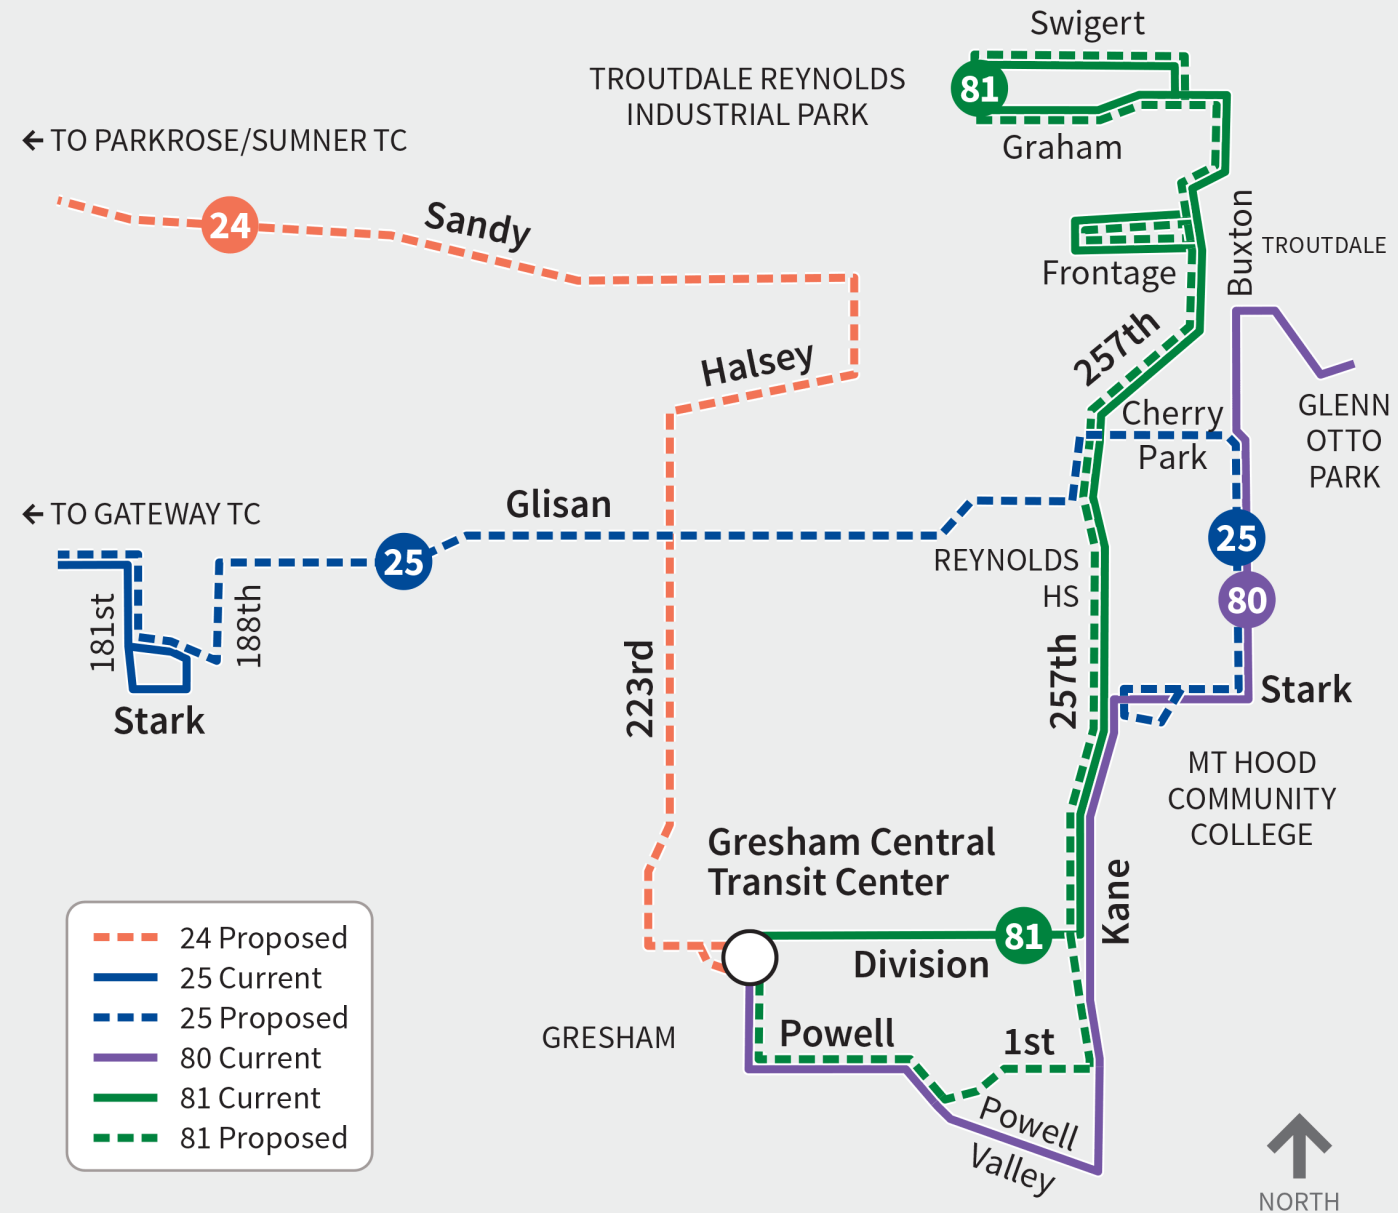 Swigert
TROUTDALE REYNOLDS
INDUSTRIAL PARK
81
Graham
← TO PARKROSE/SUMNER TC
24
Sandy
Buxton
TROUTDALE
Frontage
257th
Halsey
Cherry
Park
GLENN
OTTO
PARK
← TO GATEWAY TC
Glisan
25
25
REYNOLDS
HS
80
181st
188th
Stark
223rd
257th
Stark
MT HOOD
COMMUNITY
COLLEGE
Gresham Central
Transit Center
Kane
81
Division
GRESHAM
Powell
1st
Powell
Valley
24 Proposed
25 Current
25 Proposed
80 Current
81 Current
81 Proposed
NORTH